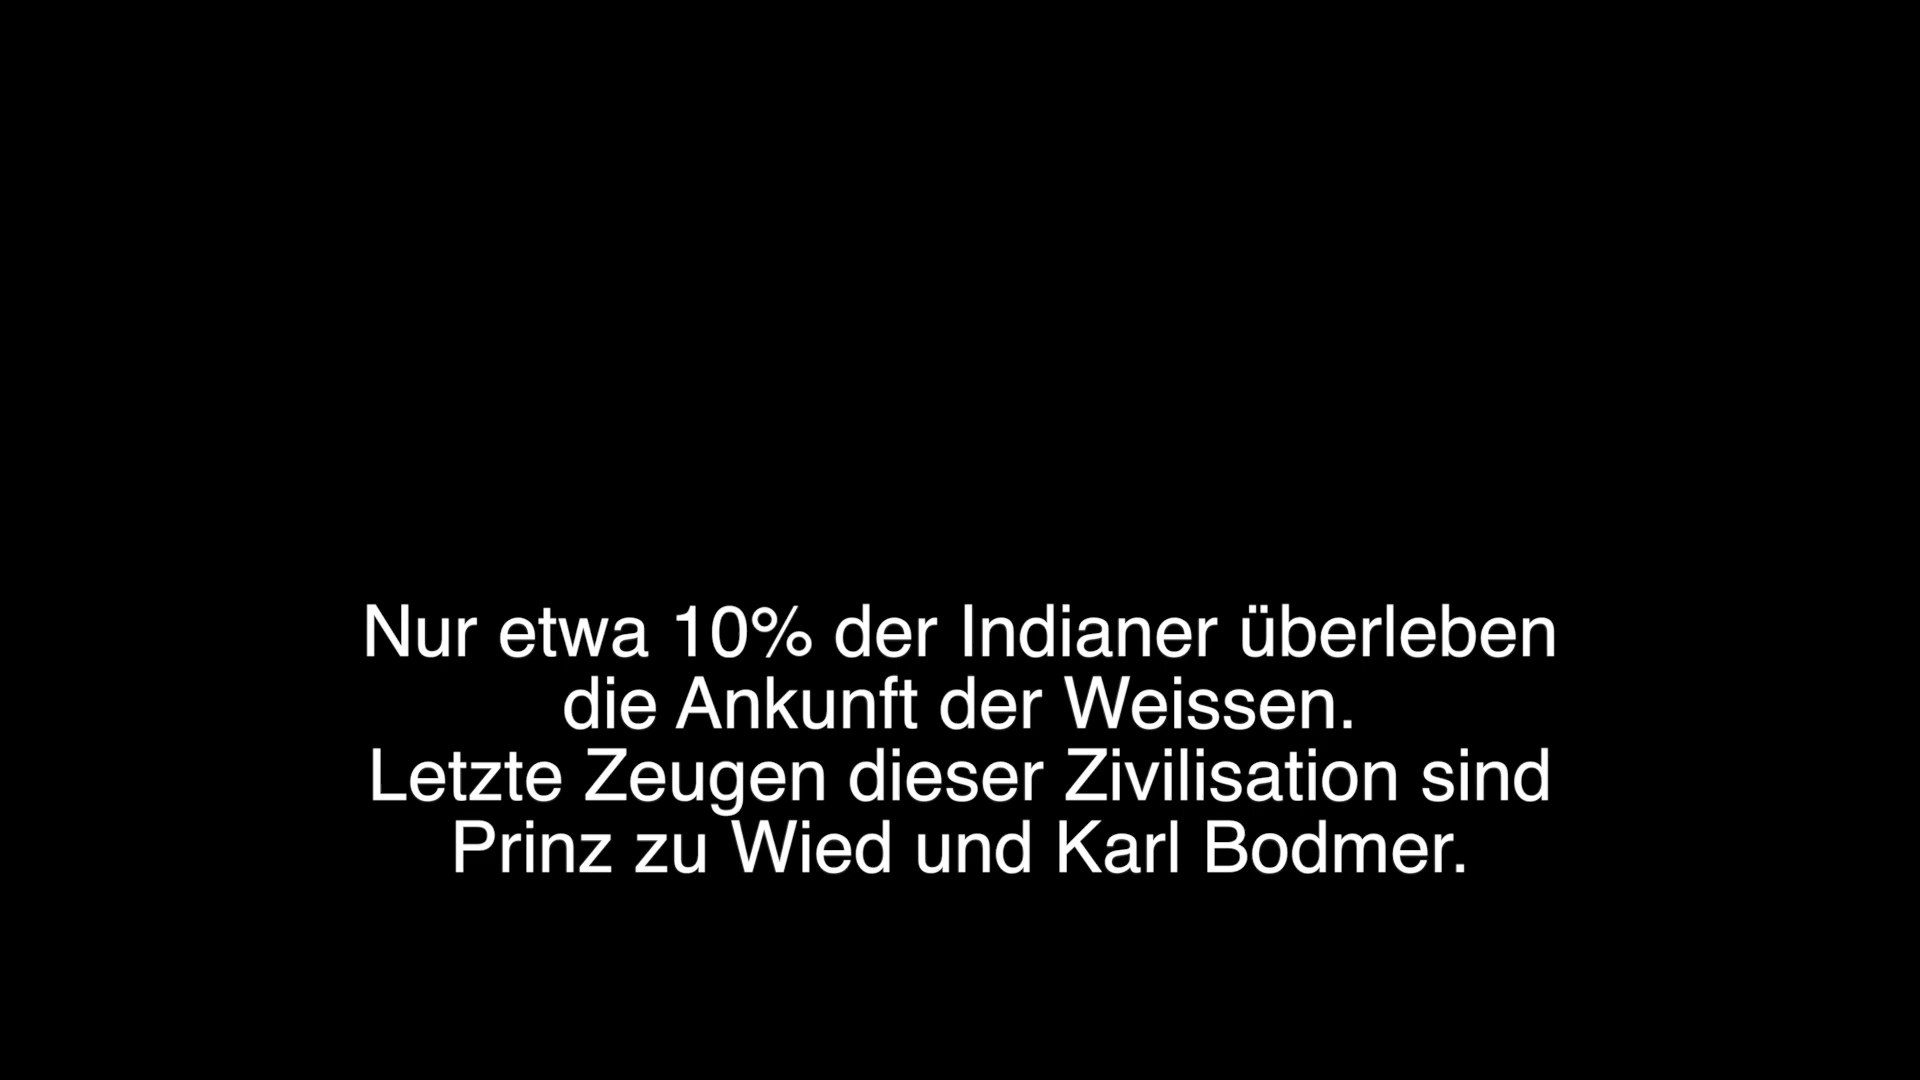 Nur etwa 10% der Indianer überleben
die Ankunft der Weissen.
Letzte Zeugen dieser Zivilisation sind
Prinz zu Wied und Karl Bodmer.